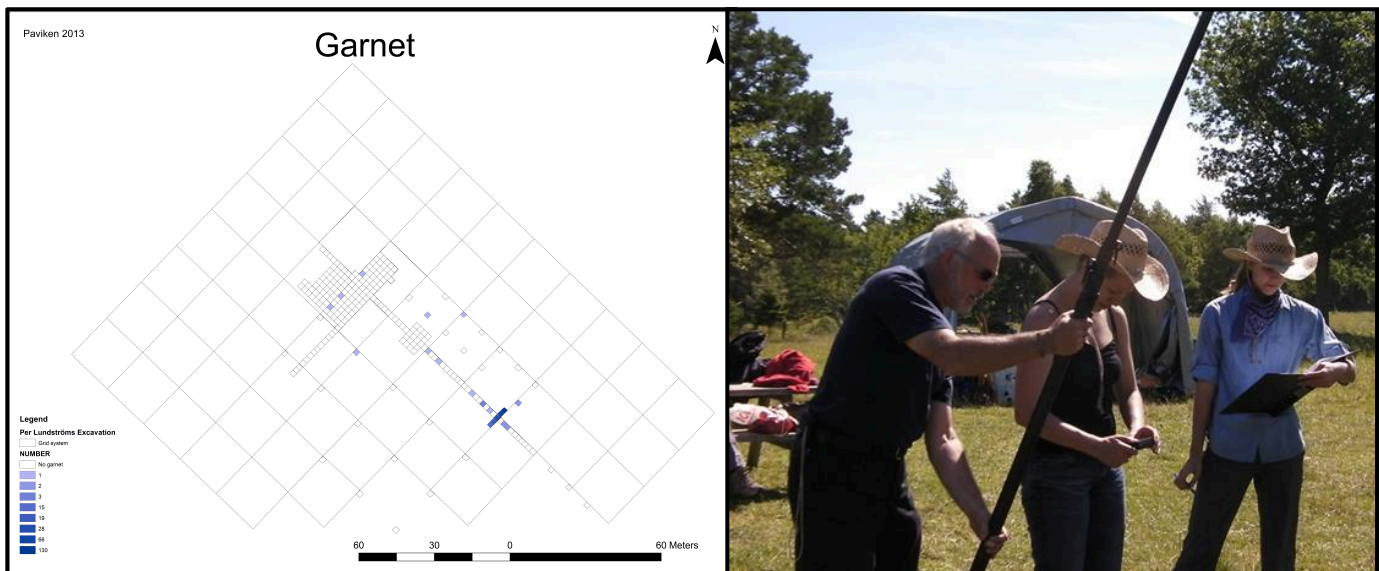 Paviken 2013
Garnet
N
Legend
Per Lundströms Excavation
Grid system
NUMBER
No garnet
1
2
3
15
19
28
66
130
60 30 0 60 Meters